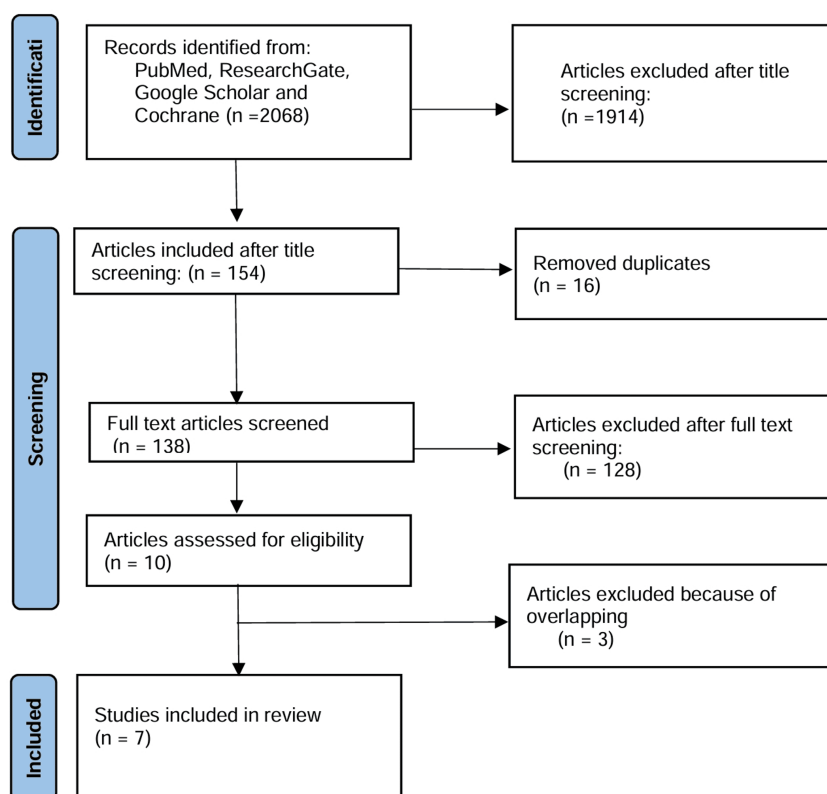 Identificati
Records identified from:
PubMed, ResearchGate,
Google Scholar and
Cochrane (n =2068)
Articles excluded after title
screening:
(n =1914)
Screening
Articles included after title
screening: (n = 154)
Removed duplicates
(n = 16)
Full text articles screened
(n = 138)
Articles excluded after full text
screening:
(n = 128)
Articles assessed for eligibility
(n = 10)
Articles excluded because of
overlapping
(n = 3)
Included
Studies included in review
(n = 7)